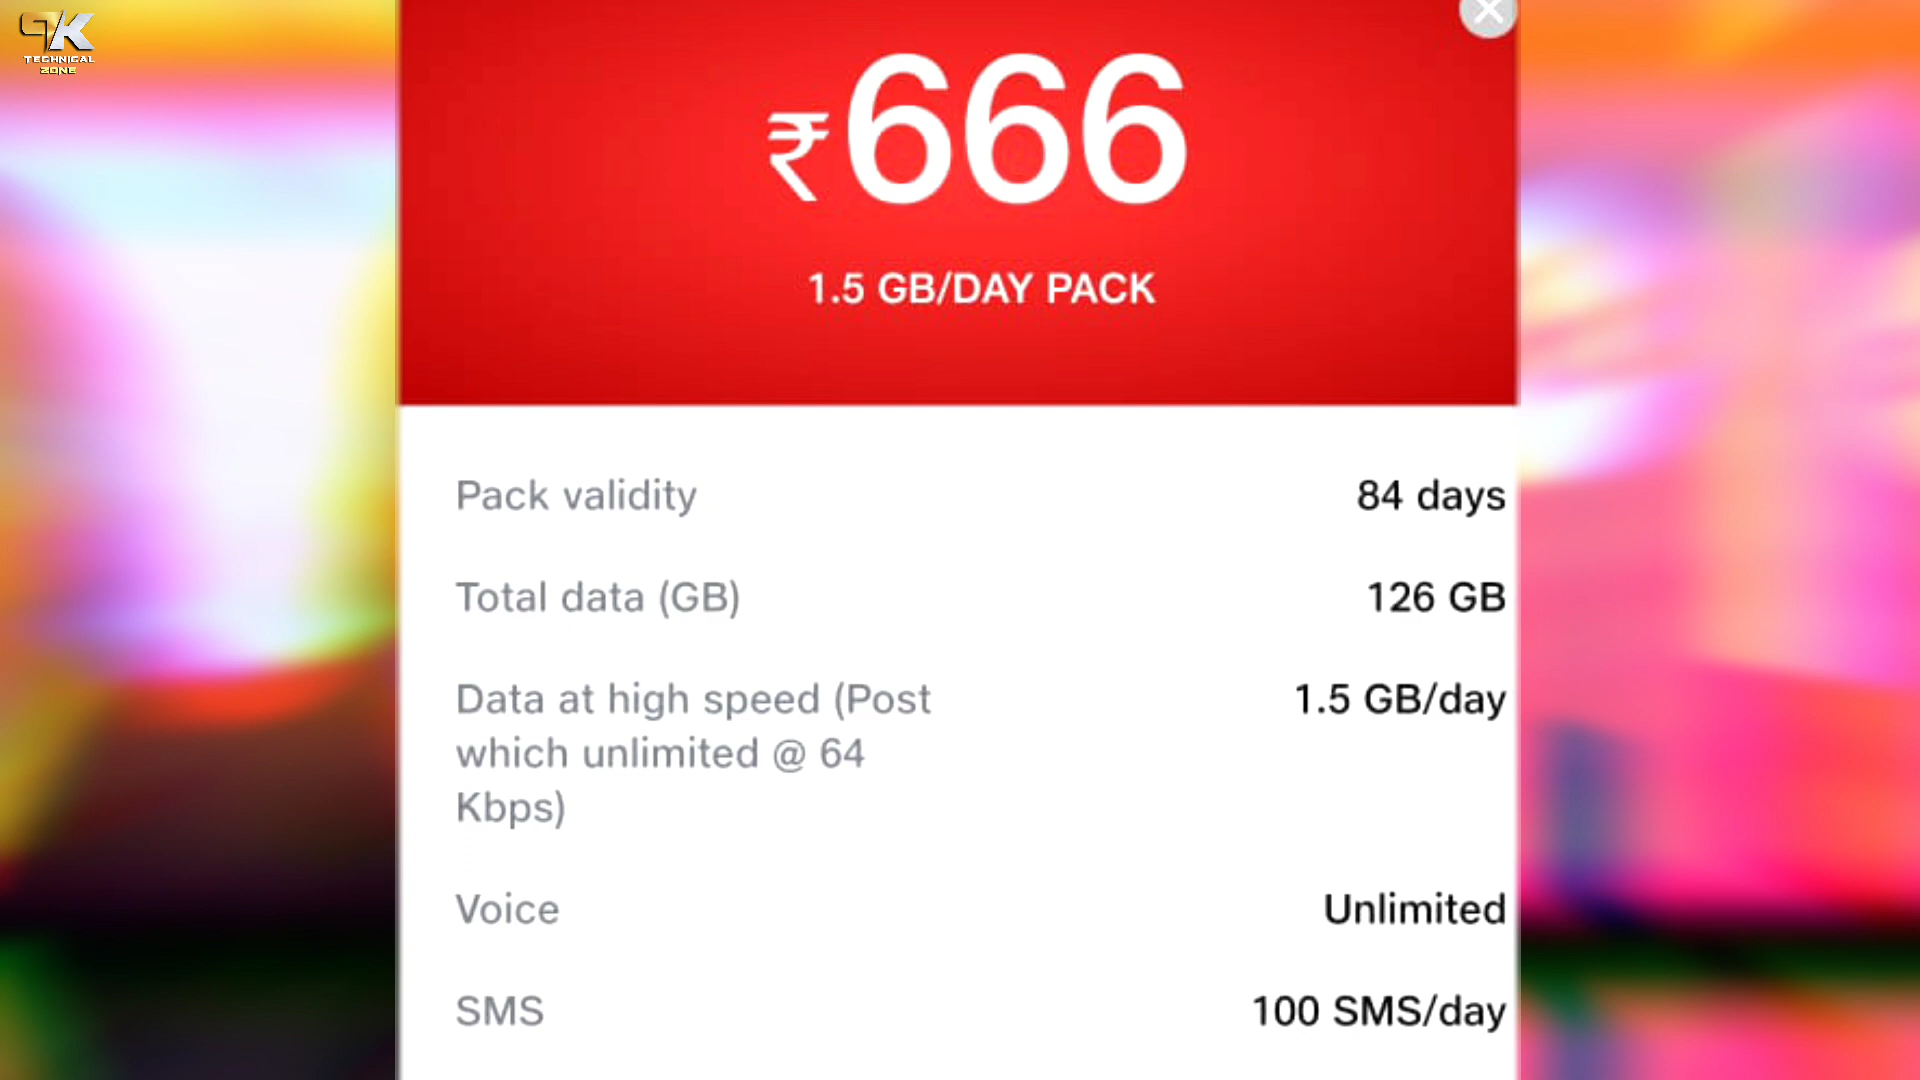 PK
TECHNICAL
ZONE
₹666
1.5 GB/DAY PACK
Pack validity 84 days
Total data (GB) 126 GB
Data at high speed (Post 1.5 GB/day
which unlimited @ 64
Kbps)
Voice Unlimited
SMS 100 SMS/day